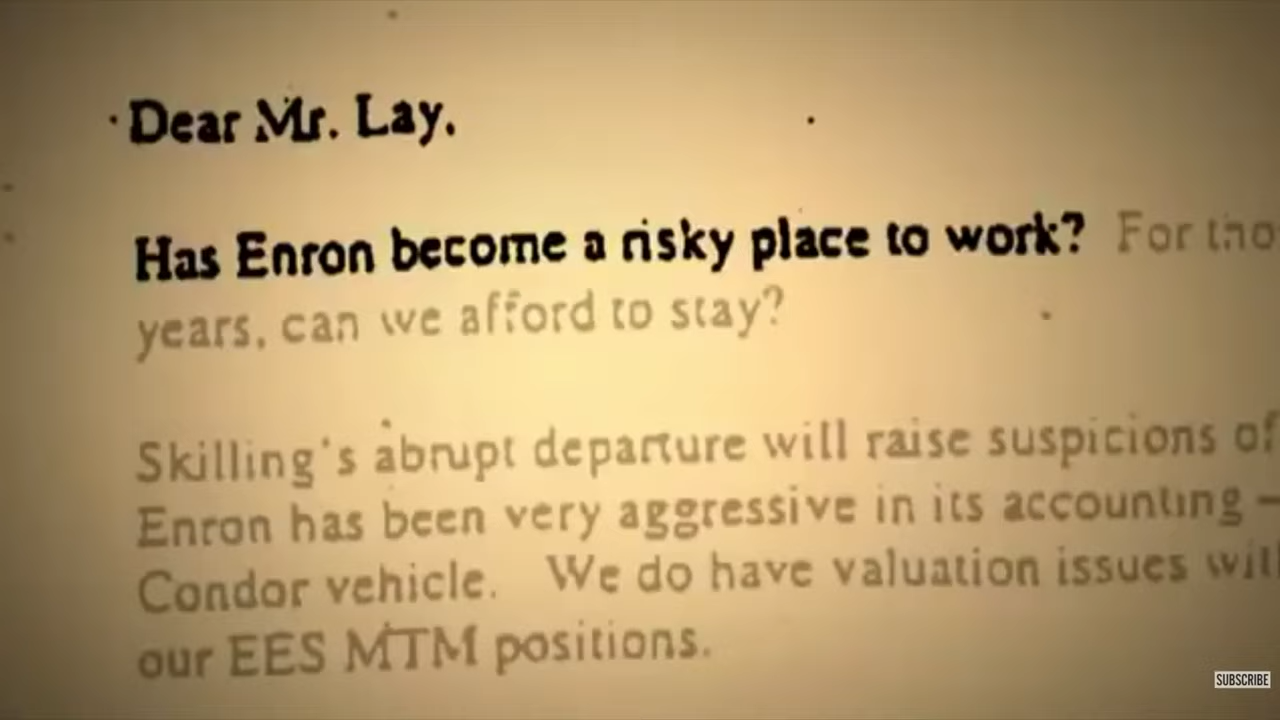 Dear Mr. Lay,
Has Enron become a risky place to work? For tho
years, can we afford to stay?
Skilling's abrupt departure will raise suspicions of
Enron has been very aggressive in its accounting –
Condor vehicle. We do have valuation issues wit
our EES MTM positions.
SUBSCRIBE